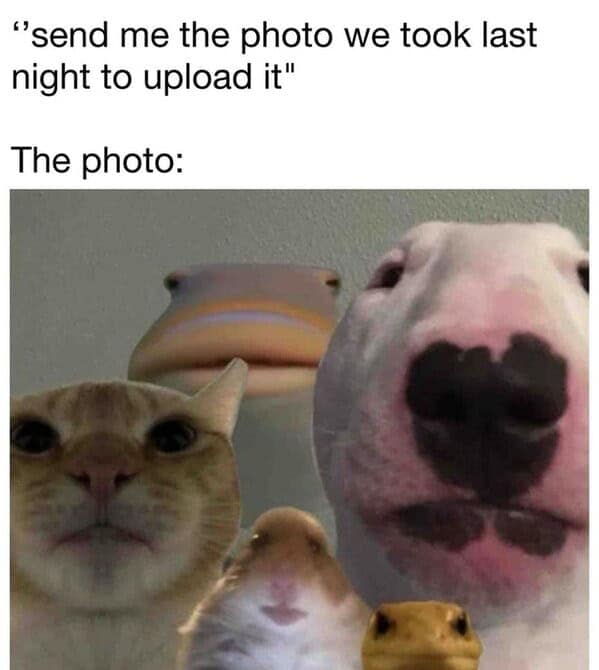 ‘’send me the photo we took last
night to upload it"
The photo: